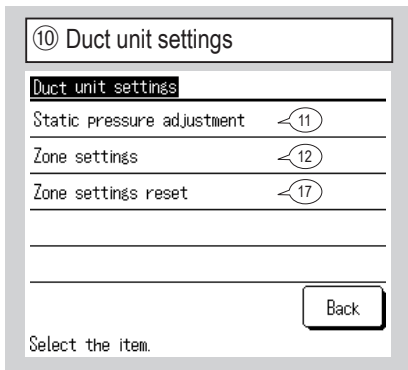 ⑩ Duct unit settings
Duct unit settings
Static pressure adjustment ⑪
Zone settings ⑫
Zone settings reset ⑰
Back
Select the item.